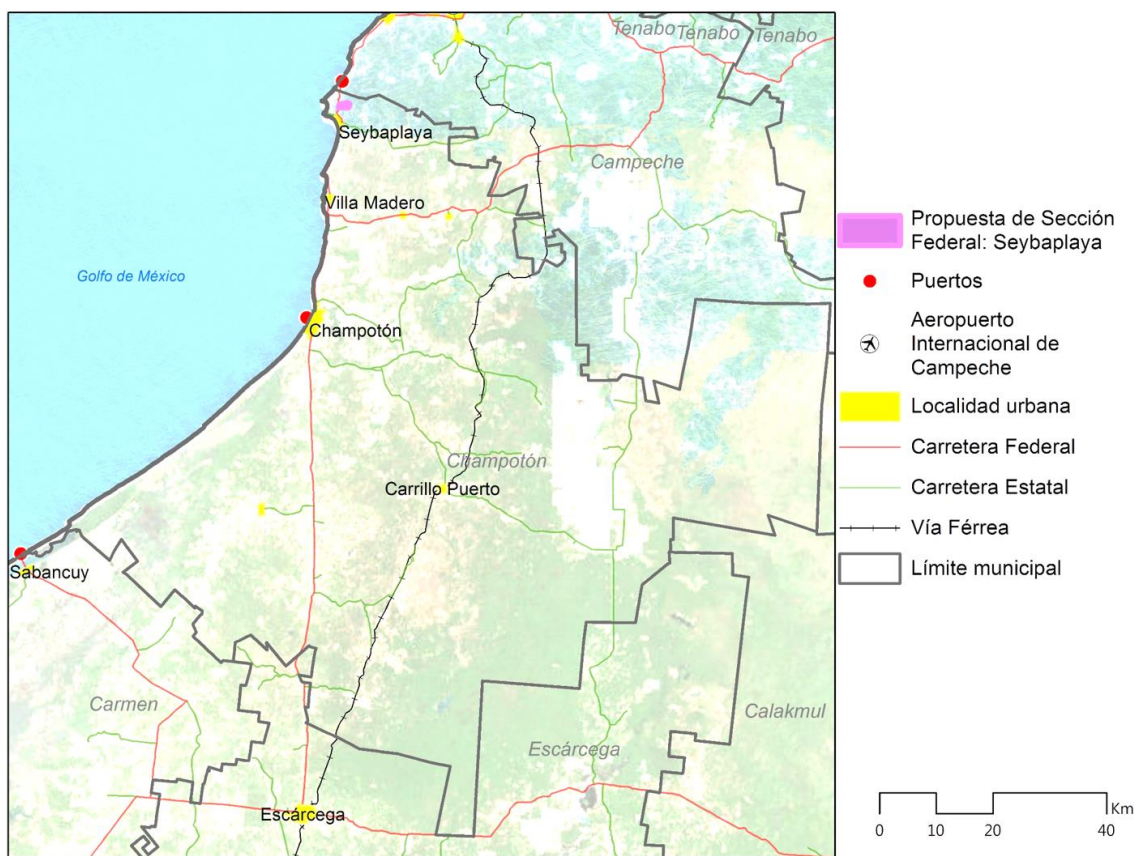 Tenabo
Tenabo
Tenabo
Seybaplaya
Campeche
Villa Madero
Golfo de México
Champotón
Champotón
Carrillo Puerto
Sabancuy
Carmen
Calakmul
Escárcega
Escárcega
Propuesta de Sección
Federal: Seybaplaya
Puertos
Aeropuerto
Internacional de
Campeche
Localidad urbana
Carretera Federal
Carretera Estatal
Vía Férrea
Límite municipal
Km
0 10 20 40